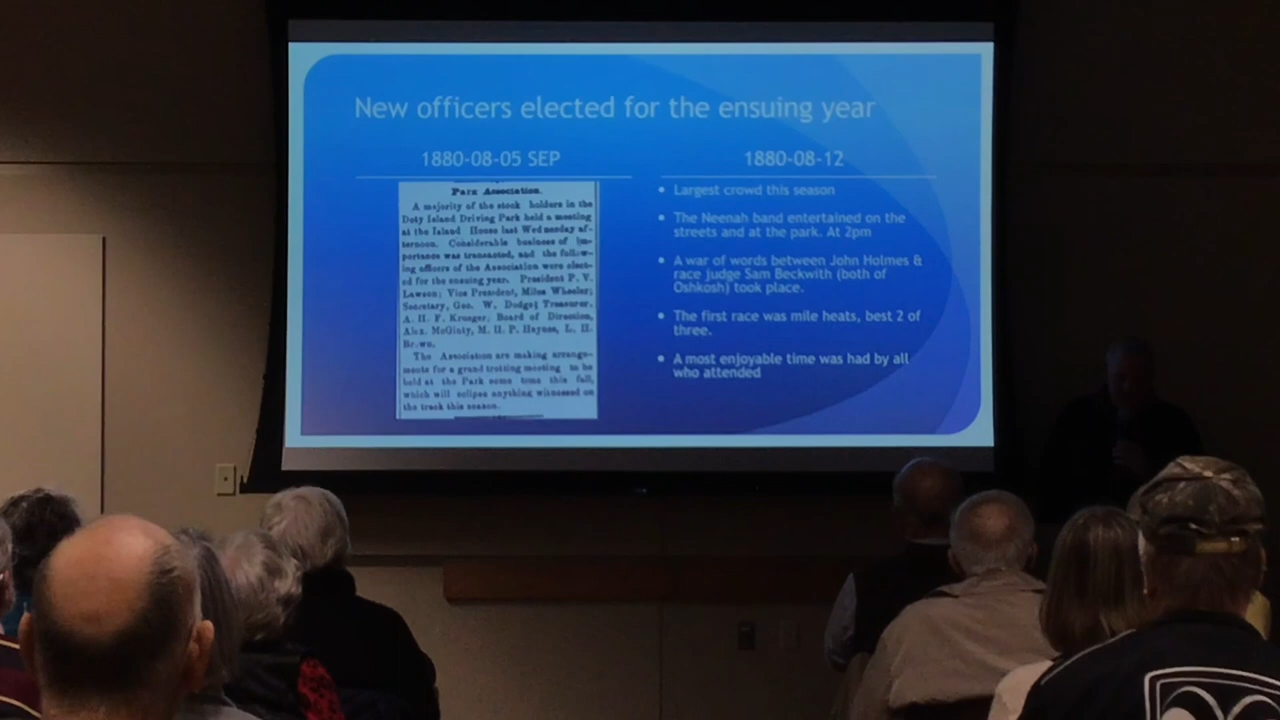 New officers elected for the ensuing year
1880-08-05 SEP
Park Association.
A majority of the stock holders in the
Doty Island Driving Park held a meeting
at the Island House last Wednesday af-
ternoon. Considerable business of im-
portance was transacted, and the follow-
ing officers of the Association were elect-
ed for the ensuing year. President P. V.
Lawson; Vice President, Miles Wheeler;
Secretary, Geo. W. Dodge; Treasurer.
A. H. F. Krueger; Board of Direction,
Alex. McGinty, M. H. P. Haynes, L. H.
Brown.
The Association are making arrange-
ments for a grand trotting meeting to be
held at the Park some time this fall,
which will eclipse anything witnessed on
the track this season.
1880-08-12
• Largest crowd this season
• The Neenah band entertained on the
streets and at the park. At 2pm
• A war of words between John Holmes &
race judge Sam Beckwith (both of
Oshkosh) took place.
• The first race was mile heats, best 2 of
three.
• A most enjoyable time was had by all
who attended